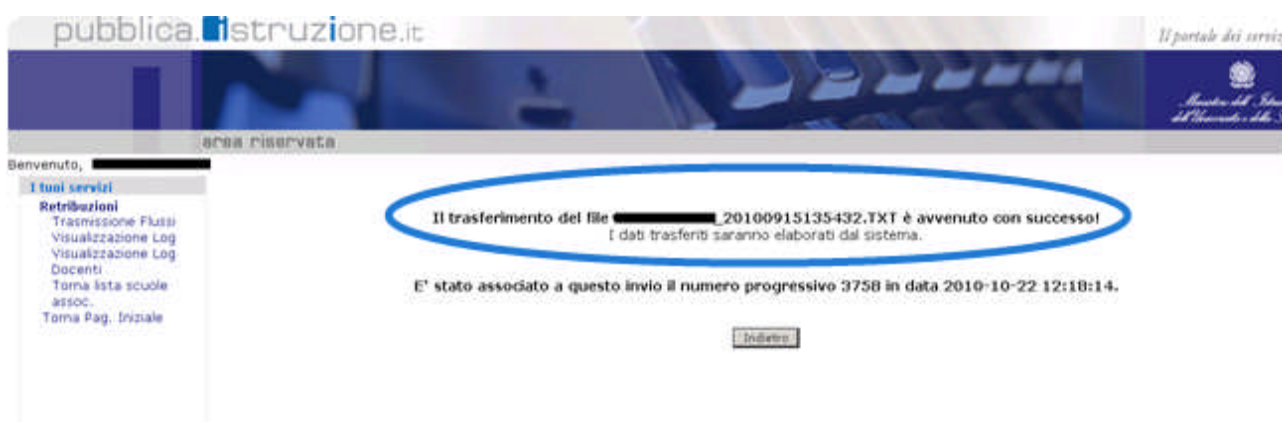 pubblica.istruzione.it
Il portale dei serviz
area riservata
Benvenuto,
I tuoi servizi
Retribuzioni
Trasmissione Flussi
Visualizzazione Log
Visualizzazione Log
Docenti
Torna lista scuole
assoc.
Torna Pag. Iniziale
Il trasferimento del file _20100915135432.TXT è avvenuto con successo!
I dati trasferiti saranno elaborati dal sistema.
E' stato associato a questo invio il numero progressivo 3758 in data 2010-10-22 12:18:14.
Indietro